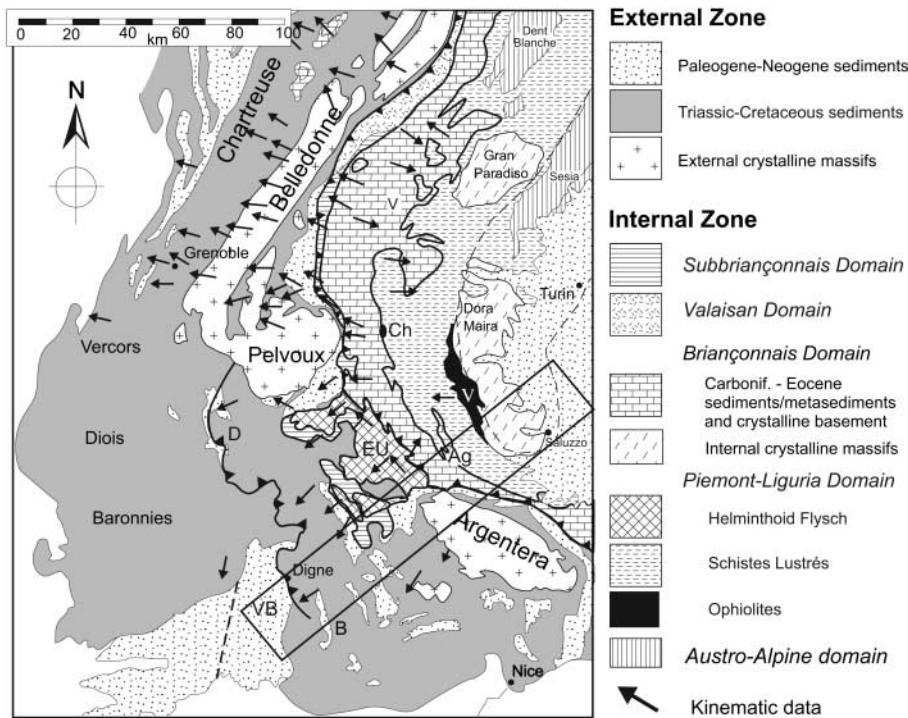 0 20 40 60 80 100
km
N
Chartreuse
Belledonne
Grenoble
Vercors
Pelvoux
Diois
D
Baronnies
EU
Digne
VB
B
Ag
Argentera
Nice
Saluzzo
V
Dora
Maira
Ch
Turin
V
Gran
Paradiso
Sesia
Dent
Blanche
External Zone
Paleogene-Neogene sediments
Triassic-Cretaceous sediments
External crystalline massifs
Internal Zone
Subbriançonnais Domain
Valaisan Domain
Briançonnais Domain
Carbonif. - Eocene
sediments/metasediments
and crystalline basement
Internal crystalline massifs
Piemont-Liguria Domain
Helminthoid Flysch
Schistes Lustrés
Ophiolites
Austro-Alpine domain
Kinematic data